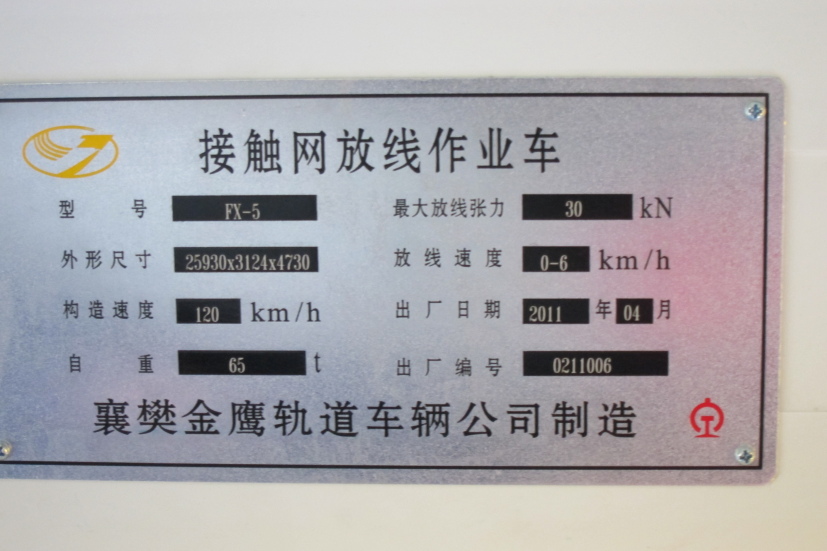 接触网放线作业车
型 号 FX-5 最大放线张力 30 kN
外形尺寸 25930x3124x4730 放线速度 0-6 km/h
构造速度 120 km/h 出厂日期 2011 年 04 月
自 重 65 t 出厂编号 0211006
襄樊金鹰轨道车辆公司制造